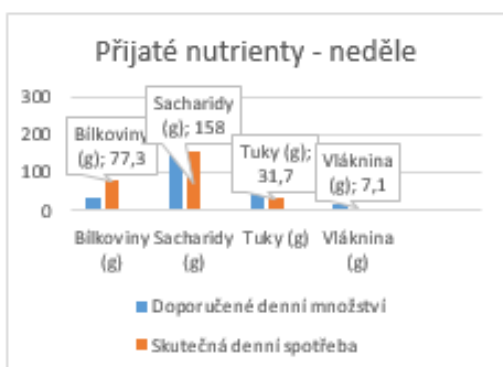 Přijaté nutrienty - neděle
300
200
100
0
Bílkoviny
(g); 77,3
Sacharidy
(g); 158
Tuky (g);
31,7
Vláknina
(g); 7,1
Bílkoviny
(g)
Sacharidy
(g)
Tuky (g)
Vláknina
(g)
Doporučené denní množství
Skutečná denní spotřeba